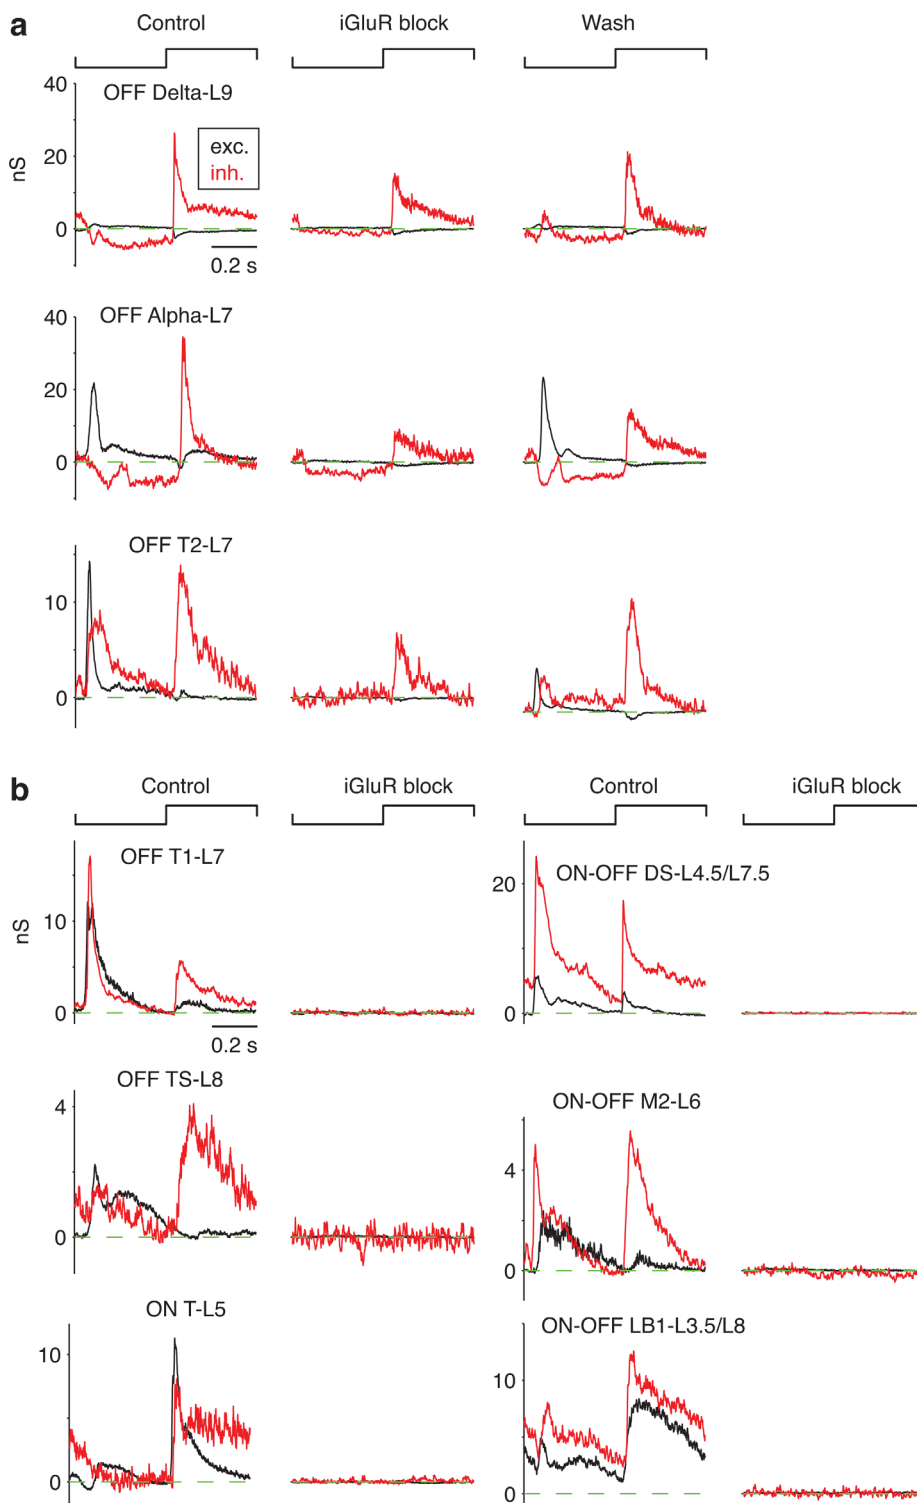 a
Control iGluR block Wash
40
OFF Delta-L9
exc.
inh.
nS
20
0
0.2 s
40
OFF Alpha-L7
20
0
OFF T2-L7
10
0
b
Control iGluR block Control iGluR block
OFF T1-L7
nS
10
0
0.2 s
ON-OFF DS-L4.5/L7.5
20
10
0
OFF TS-L8
4
2
0
ON-OFF M2-L6
4
2
0
ON T-L5
10
0
ON-OFF LB1-L3.5/L8
10
0